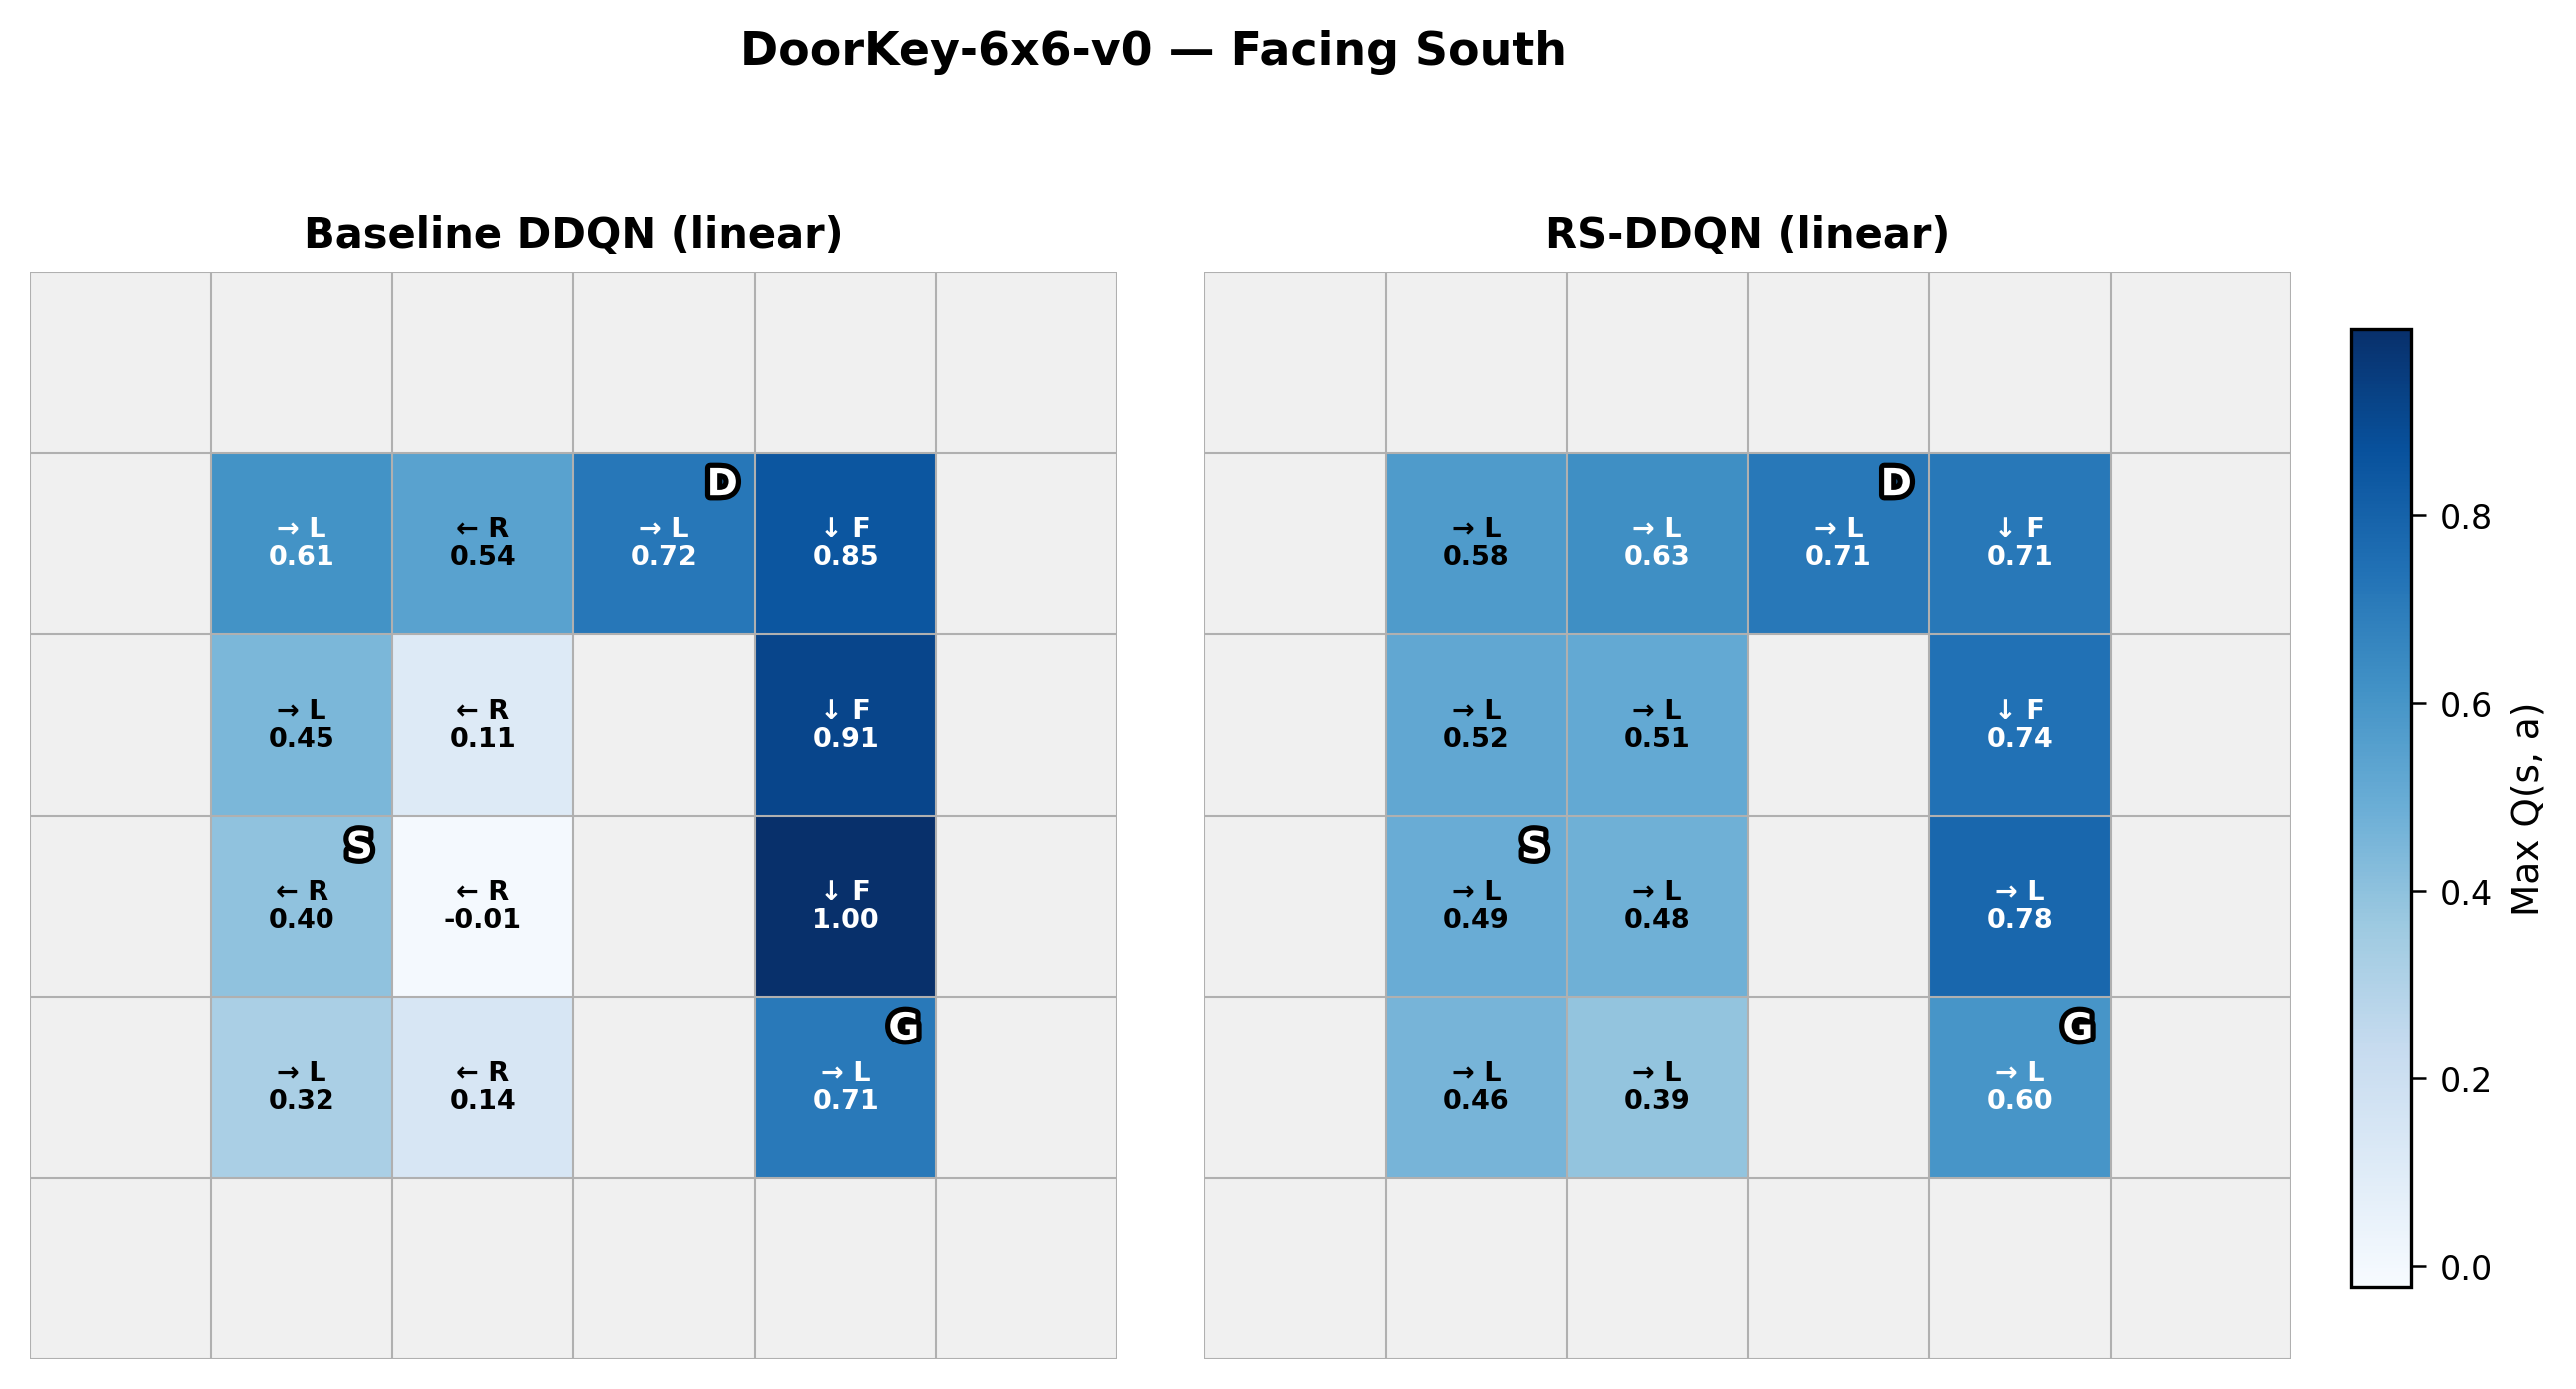 DoorKey-6x6-v0 — Facing South
Baseline DDQN (linear)
D
→ L
0.61
← R
0.54
→ L
0.72
↓ F
0.85
→ L
0.45
← R
0.11
↓ F
0.91
S
← R
0.40
← R
-0.01
↓ F
1.00
G
→ L
0.32
← R
0.14
→ L
0.71
RS-DDQN (linear)
D
→ L
0.58
→ L
0.63
→ L
0.71
↓ F
0.71
→ L
0.52
→ L
0.51
↓ F
0.74
S
→ L
0.49
→ L
0.48
→ L
0.78
G
→ L
0.46
→ L
0.39
→ L
0.60
0.8
0.6
0.4
0.2
0.0
Max Q(s, a)